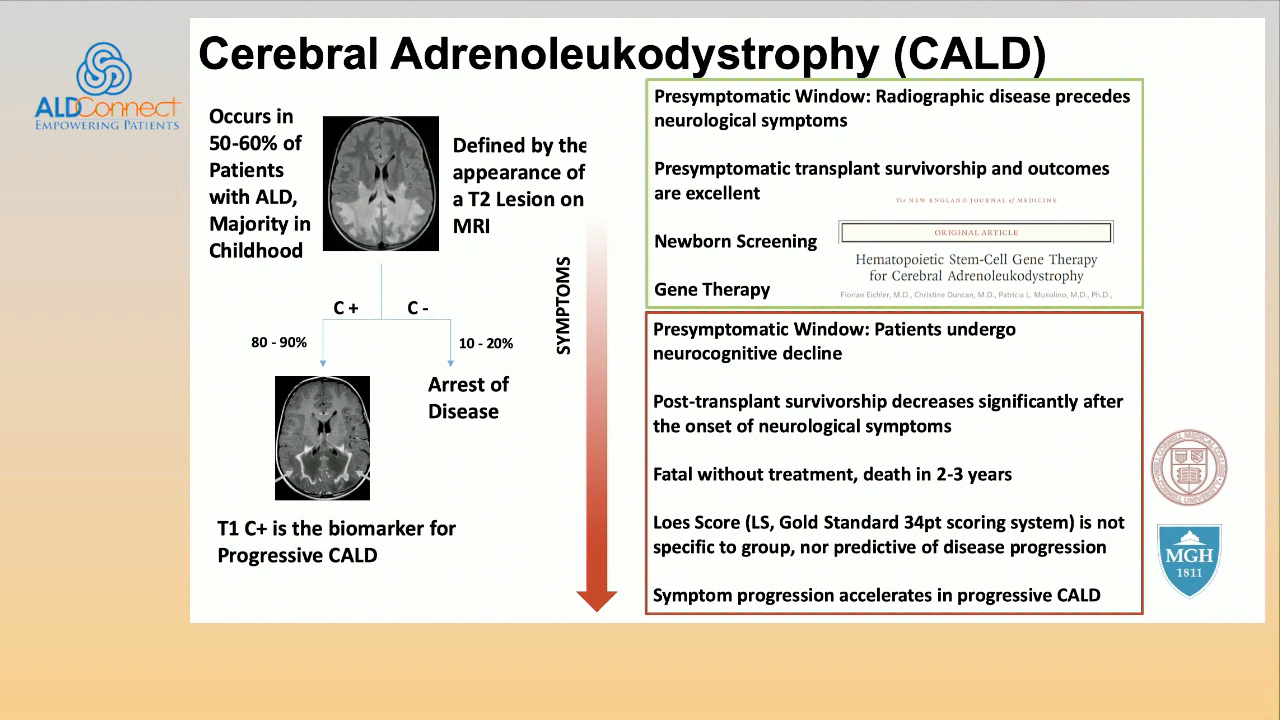 Cerebral Adrenoleukodystrophy (CALD)
ALDConnect
EMPOWERING PATIENTS
Occurs in
50-60% of
Patients
with ALD,
Majority in
Childhood
Defined by the
appearance of
a T2 Lesion on
MRI
C +
C -
80 - 90%
10 - 20%
Arrest of
Disease
T1 C+ is the biomarker for
Progressive CALD
SYMPTOMS
Presymptomatic Window: Radiographic disease precedes
neurological symptoms
Presymptomatic transplant survivorship and outcomes
are excellent
Newborn Screening
Gene Therapy
The NEW ENGLAND JOURNAL of MEDICINE
ORIGINAL ARTICLE
Hematopoietic Stem-Cell Gene Therapy
for Cerebral Adrenoleukodystrophy
Florian Eichler, M.D., Christine Duncan, M.D., Patricia L. Musolino, M.D., Ph.D.,
Presymptomatic Window: Patients undergo
neurocognitive decline
Post-transplant survivorship decreases significantly after
the onset of neurological symptoms
Fatal without treatment, death in 2-3 years
Loes Score (LS, Gold Standard 34pt scoring system) is not
specific to group, nor predictive of disease progression
Symptom progression accelerates in progressive CALD
MGH
1811